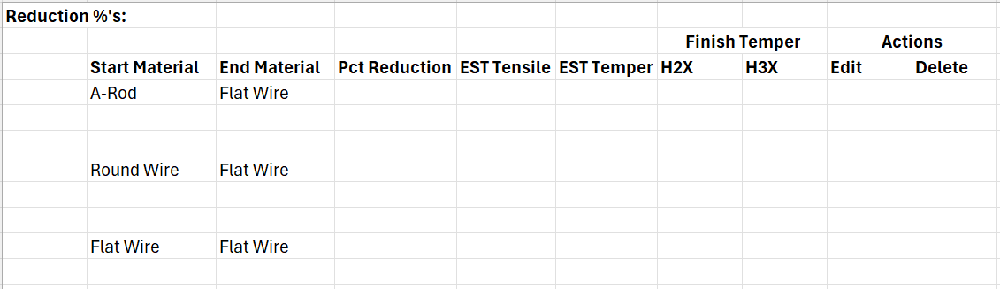 Reduction %'s:
Finish Temper Actions
Start Material End Material Pct Reduction EST Tensile EST Temper H2X H3X Edit Delete
A-Rod Flat Wire
Round Wire Flat Wire
Flat Wire Flat Wire